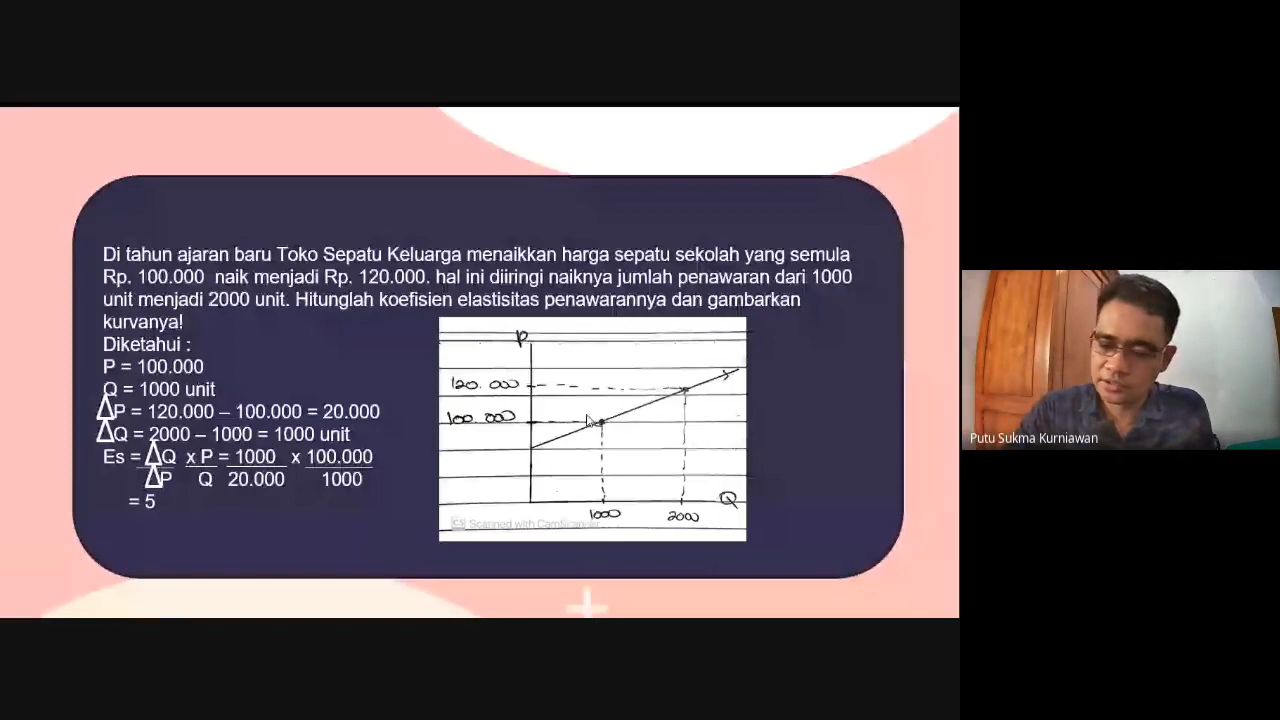 Di tahun ajaran baru Toko Sepatu Keluarga menaikkan harga sepatu sekolah yang semula
Rp. 100.000 naik menjadi Rp. 120.000. hal ini diiringi naiknya jumlah penawaran dari 1000
unit menjadi 2000 unit. Hitunglah koefisien elastisitas penawarannya dan gambarkan
kurvanya!
Diketahui :
P = 100.000
Q = 1000 unit
ΔP = 120.000 – 100.000 = 20.000
ΔQ = 2000 – 1000 = 1000 unit
Es = ΔQ x P = 1000 x 100.000
ΔP Q 20.000 1000
= 5
P
120.000
100.000
Q
1000 2000
CS Scanned with CamScanner
Putu Sukma Kurniawan